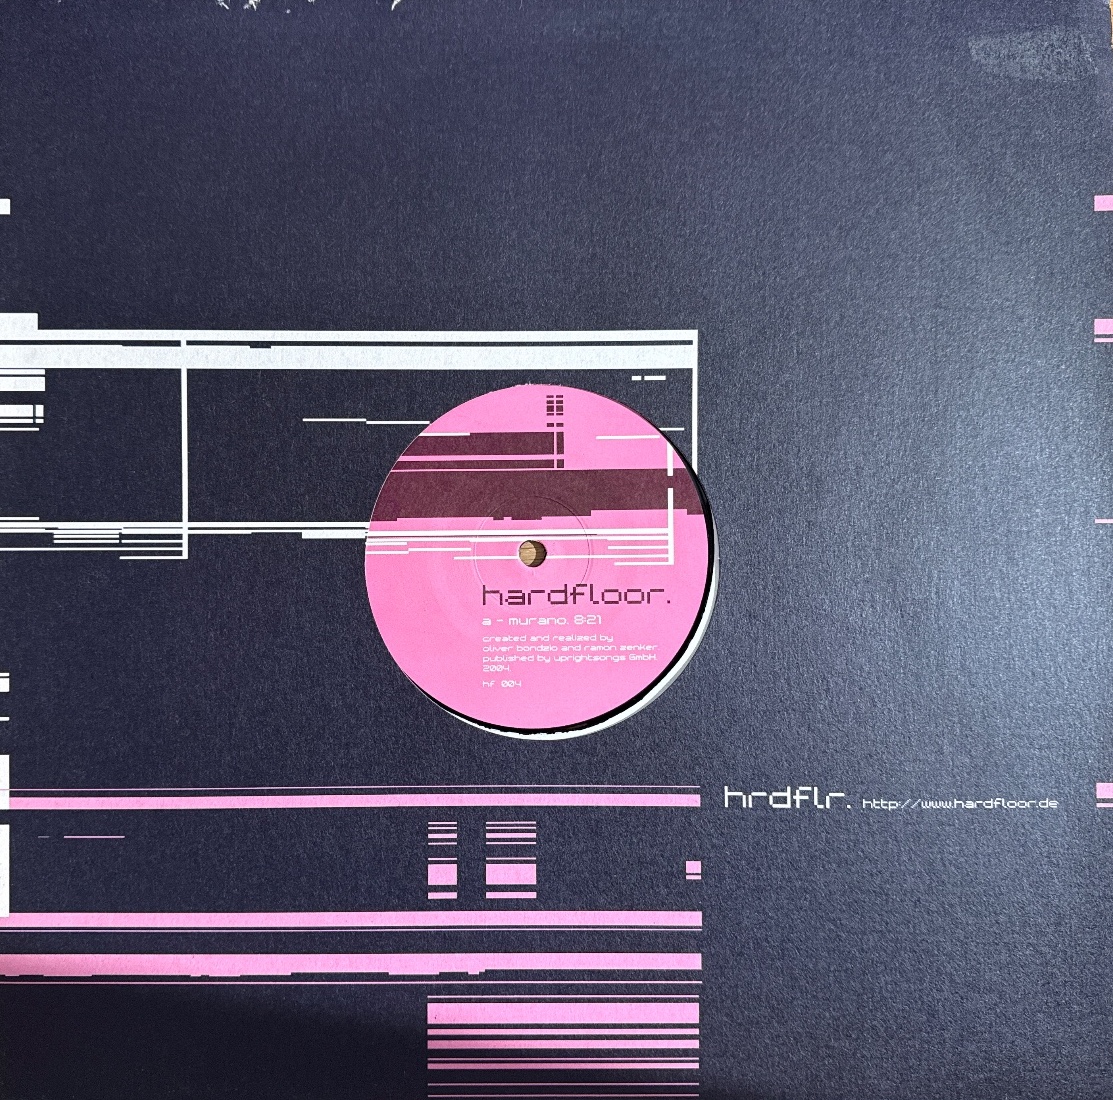 hardfloor.
a - murano. 8:21
created and realized by
oliver bondzio and ramon zenker
published by uprightsongs GmbH.
2004
hf 004
hrdflr. http://www.hardfloor.de